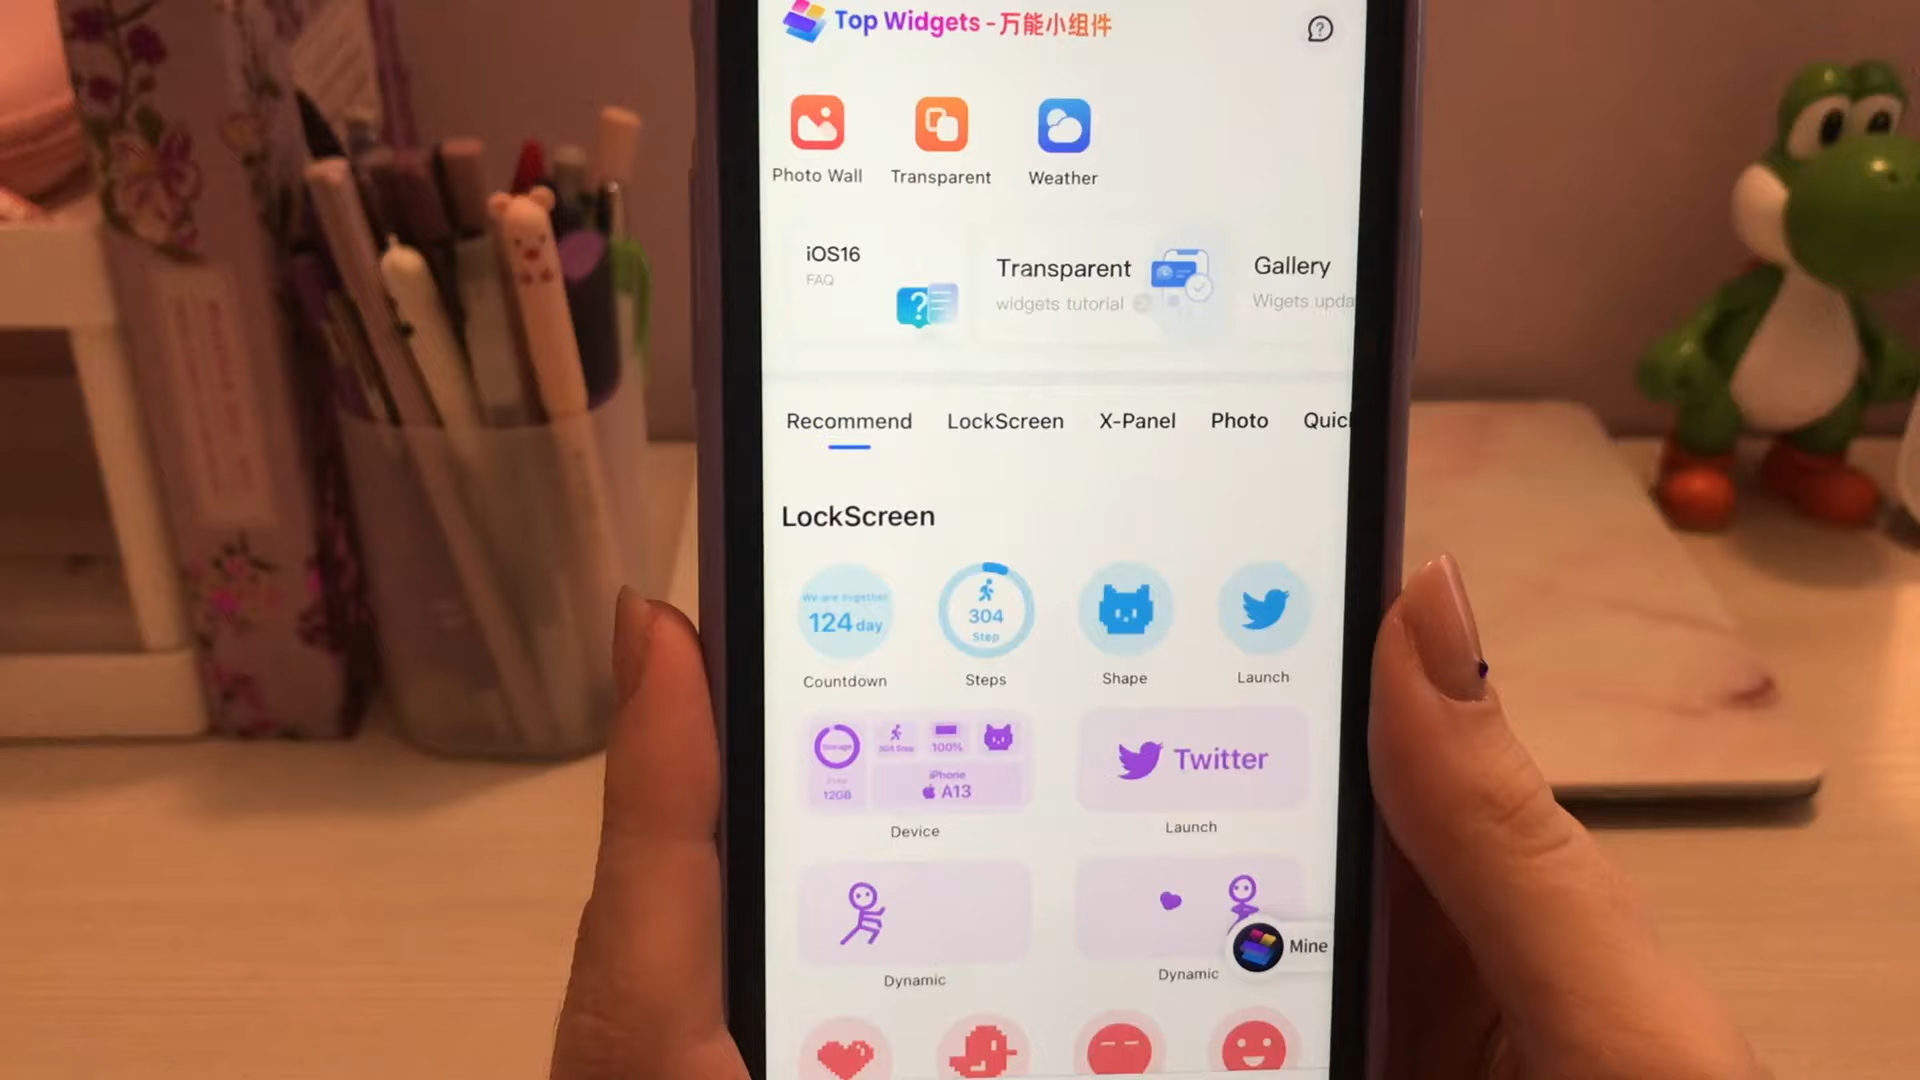 Top Widgets - 万能小组件
Photo Wall
Transparent
Weather
iOS16
FAQ
Transparent
widgets tutorial
Gallery
Wigets upda
Recommend
LockScreen
X-Panel
Photo
Quic
LockScreen
We are together
124 day
304
Step
Countdown
Steps
Shape
Launch
Storage
Free
12GB
304 Step
100%
iPhone
A13
Twitter
Device
Launch
Dynamic
Dynamic
Mine